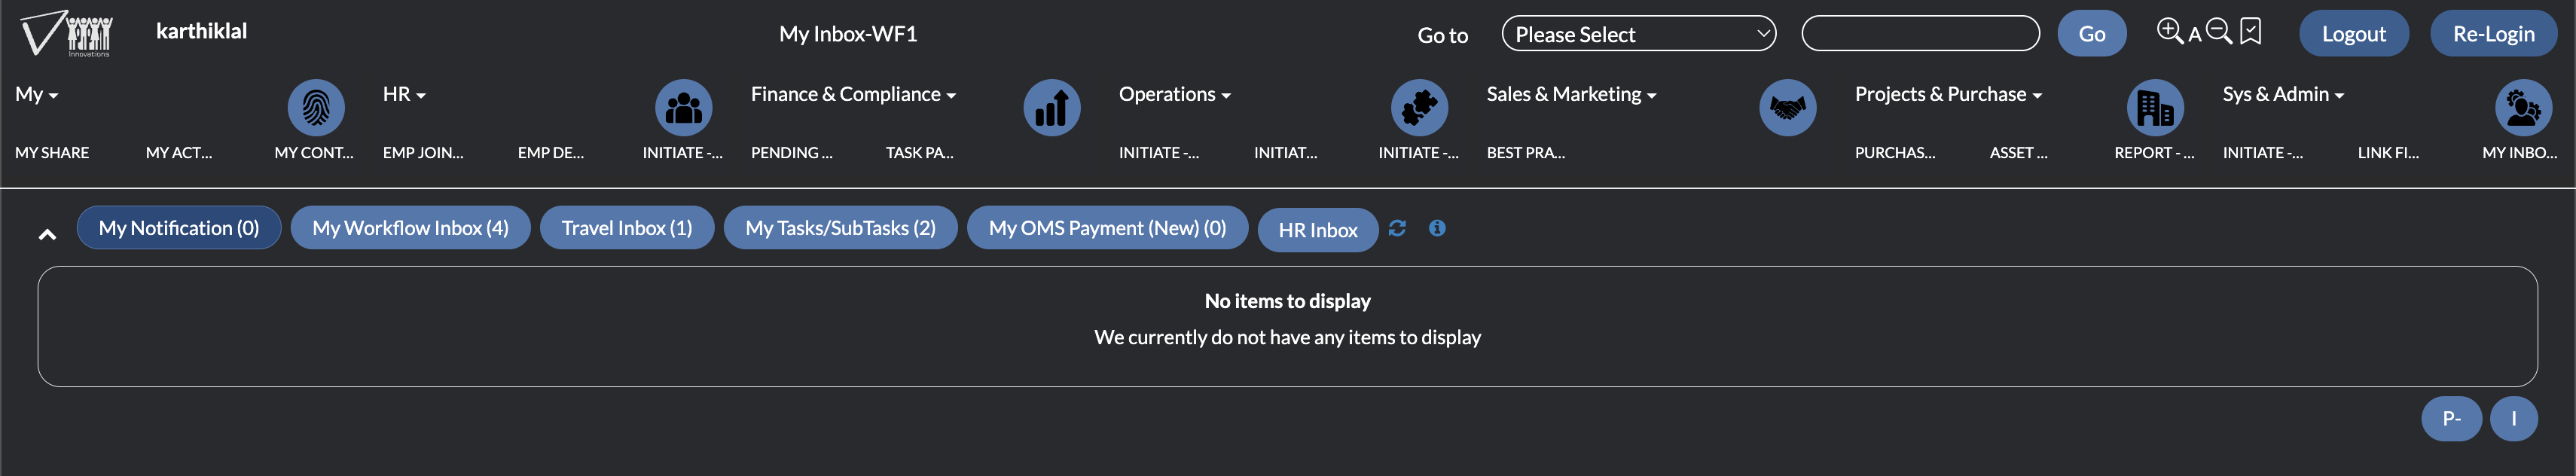 Innovations
karthiklal
My Inbox-WF1
Go to
Please Select
Go
A
Logout
Re-Login
My
HR
Finance & Compliance
Operations
Sales & Marketing
Projects & Purchase
Sys & Admin
MY SHARE
MY ACT...
MY CONT...
EMP JOIN...
EMP DE...
INITIATE -...
PENDING ...
TASK PA...
INITIATE -...
INITIAT...
INITIATE -...
BEST PRA...
PURCHAS...
ASSET ...
REPORT - ...
INITIATE -...
LINK FI...
MY INBO...
My Notification (0)
My Workflow Inbox (4)
Travel Inbox (1)
My Tasks/SubTasks (2)
My OMS Payment (New) (0)
HR Inbox
No items to display
We currently do not have any items to display
P-
I